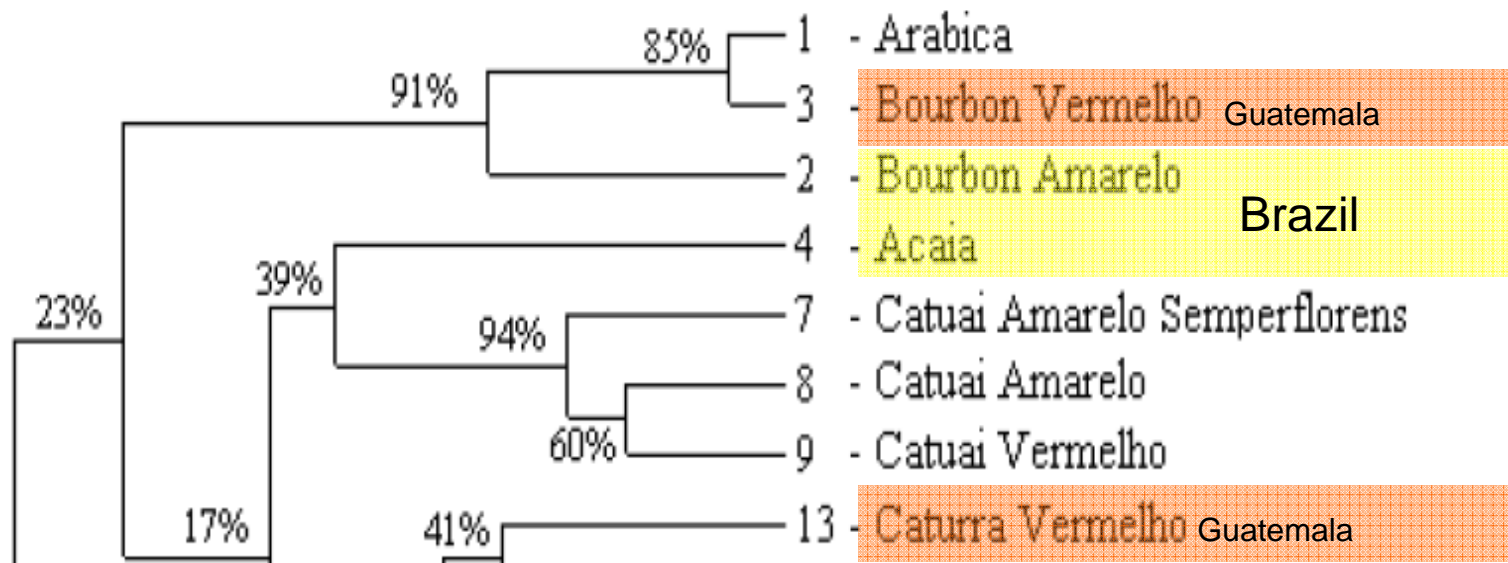 85%
1 - Arabica
91%
3 - Bourbon Vermelho Guatemala
2 - Bourbon Amarelo
Brazil
4 - Acaia
39%
23%
7 - Catuai Amarelo Semperflorens
94%
8 - Catuai Amarelo
60%
9 - Catuai Vermelho
17%
41%
13 - Caturra Vermelho Guatemala